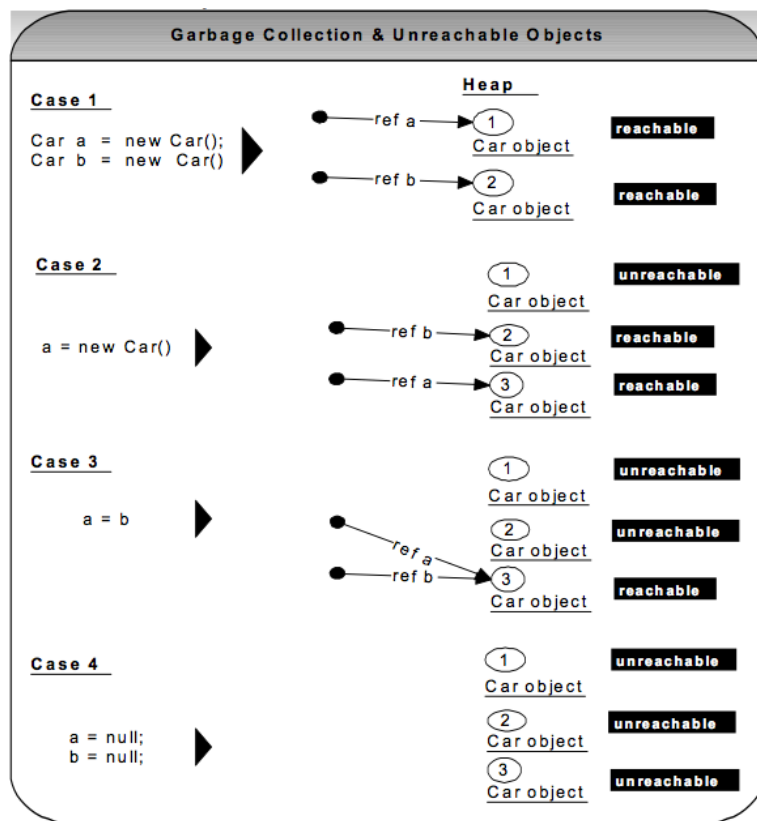 Garbage Collection & Unreachable Objects
Heap
Case 1
Car a = new Car();
Car b = new Car()
ref a
1
Car object
reachable
ref b
2
Car object
reachable
Case 2
a = new Car()
1
Car object
unreachable
ref b
2
Car object
reachable
ref a
3
Car object
reachable
Case 3
a = b
1
Car object
unreachable
2
Car object
unreachable
ref a
ref b
3
Car object
reachable
Case 4
a = null;
b = null;
1
Car object
unreachable
2
Car object
unreachable
3
Car object
unreachable